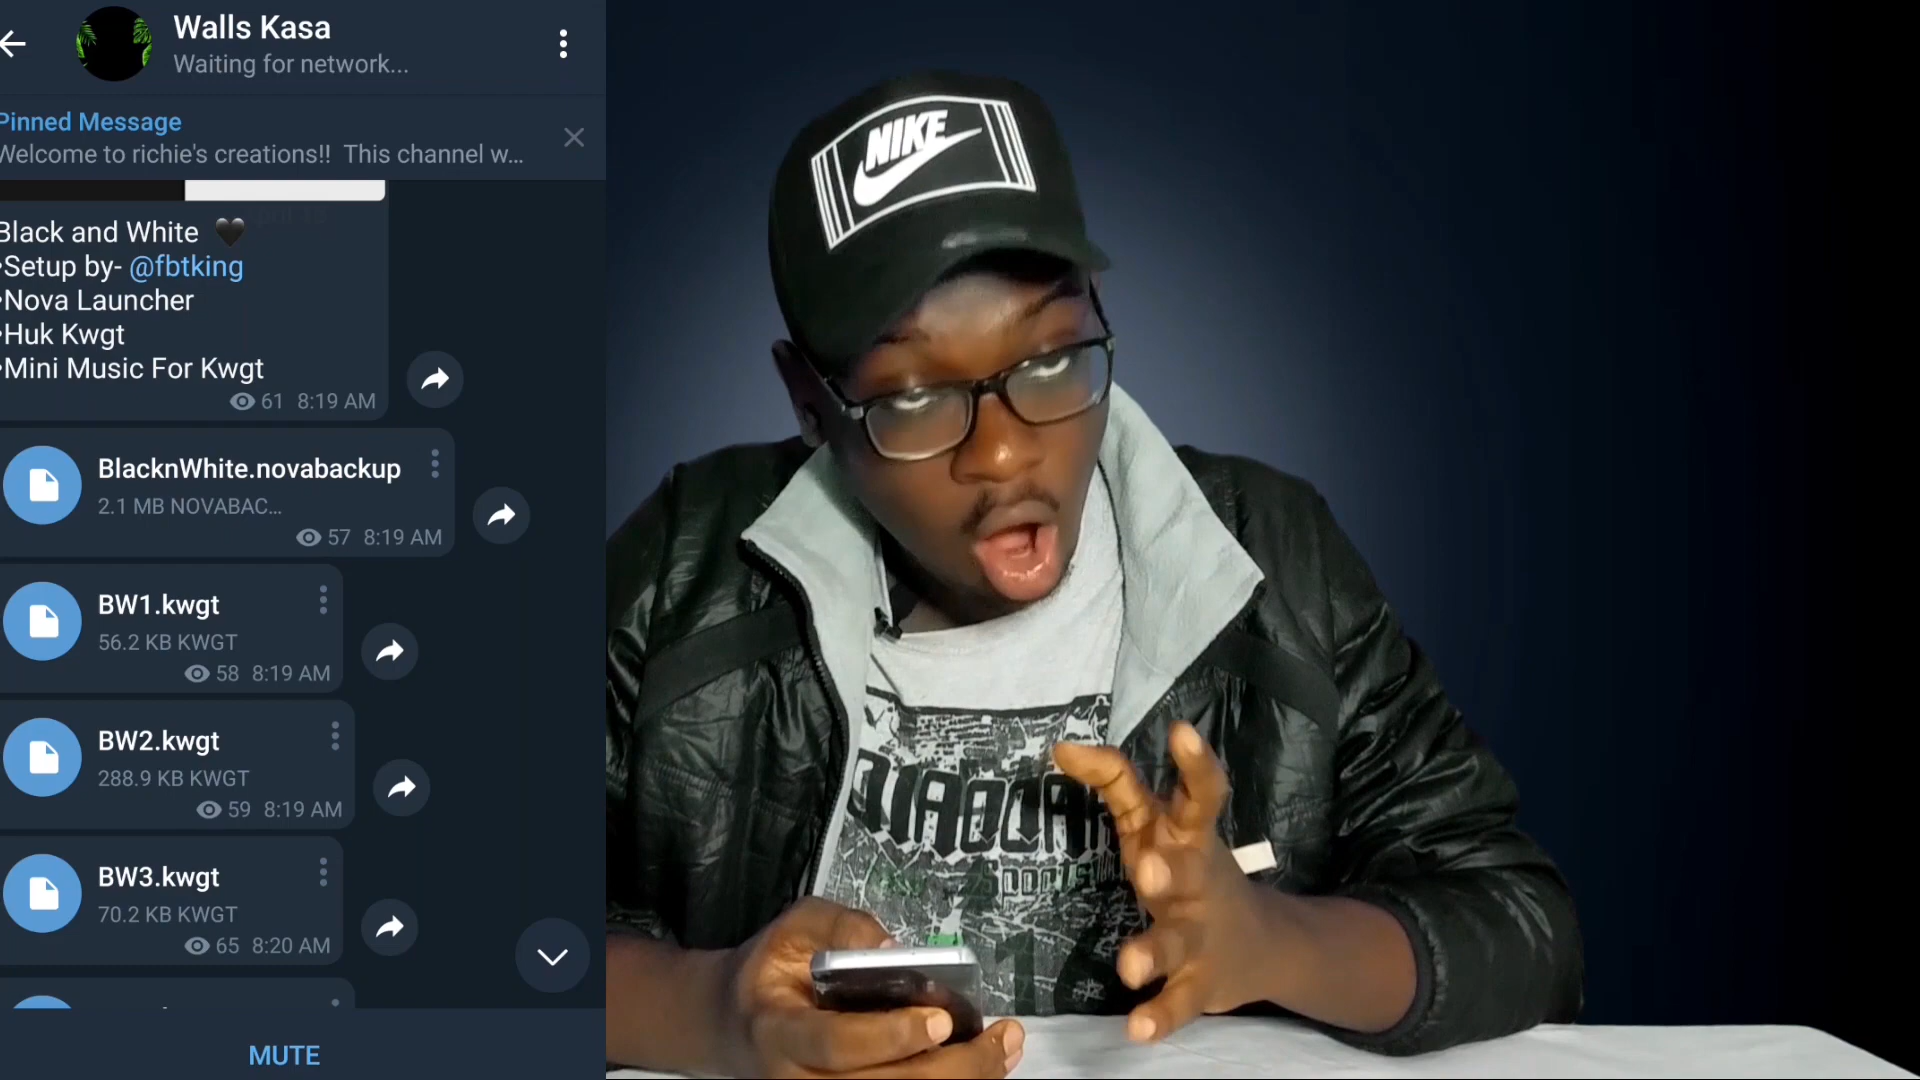 Walls Kasa
Waiting for network...
Pinned Message
Welcome to richie's creations!! This channel w...
Black and White 🖤
•Setup by- @fbtking
•Nova Launcher
•Huk Kwgt
•Mini Music For Kwgt
61 8:19 AM
BlacknWhite.novabackup
2.1 MB NOVABAC...
57 8:19 AM
BW1.kwgt
56.2 KB KWGT
58 8:19 AM
BW2.kwgt
288.9 KB KWGT
59 8:19 AM
BW3.kwgt
70.2 KB KWGT
65 8:20 AM
MUTE
NIKE
Sports